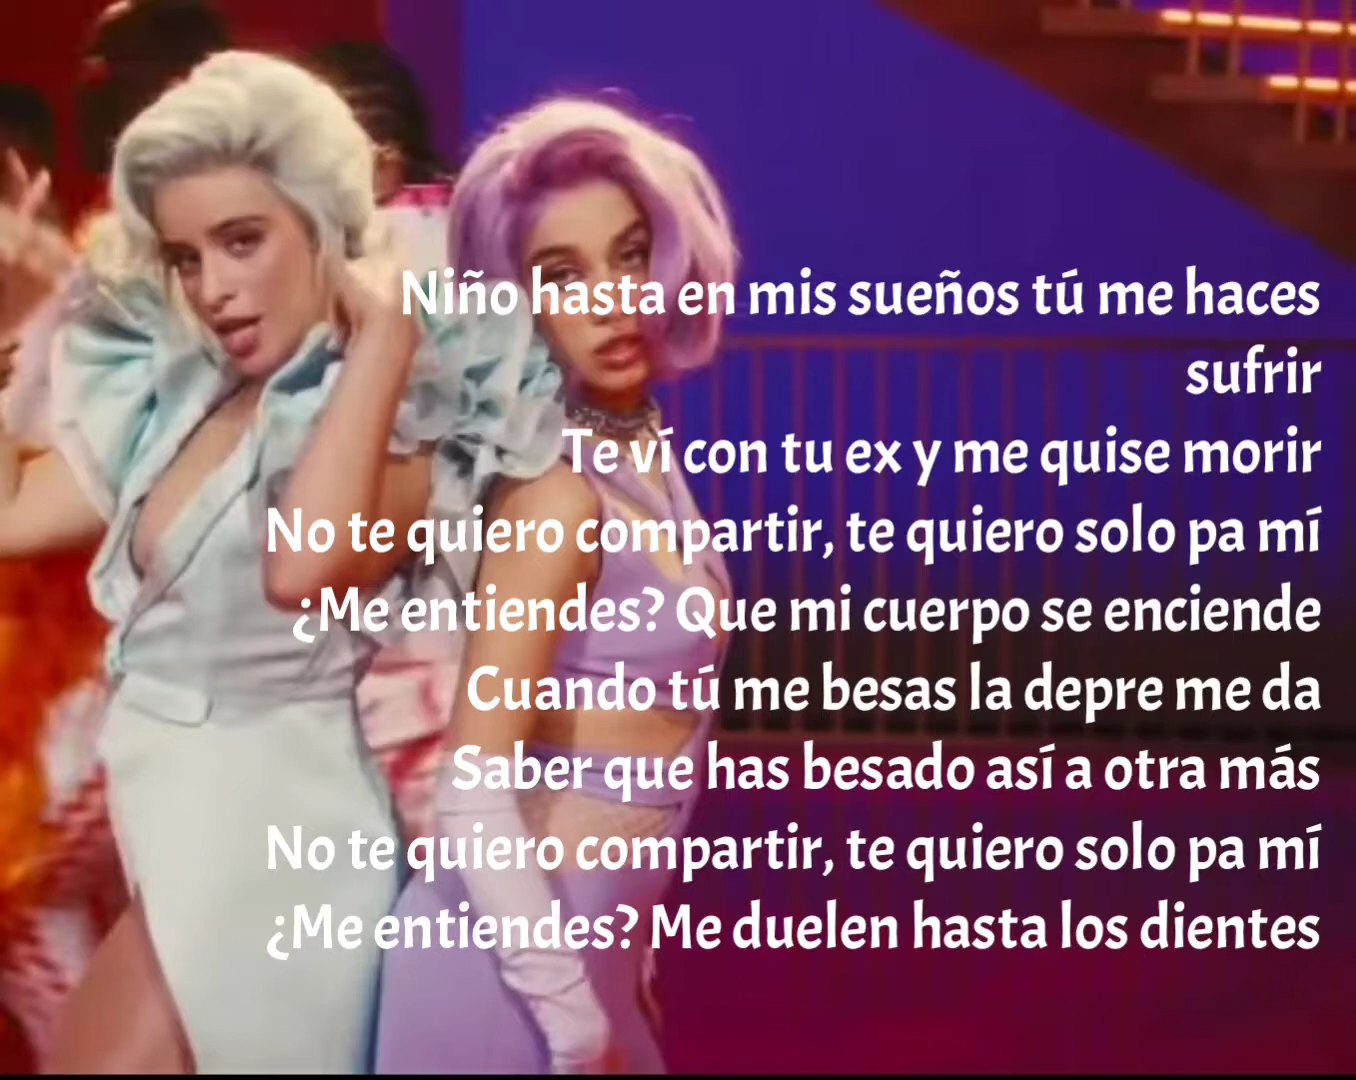 Niño hasta en mis sueños tú me haces
sufrir
Te ví con tu ex y me quise morir
No te quiero compartir, te quiero solo pa mí
¿Me entiendes? Que mi cuerpo se enciende
Cuando tú me besas la depre me da
Saber que has besado así a otra más
No te quiero compartir, te quiero solo pa mí
¿Me entiendes? Me duelen hasta los dientes